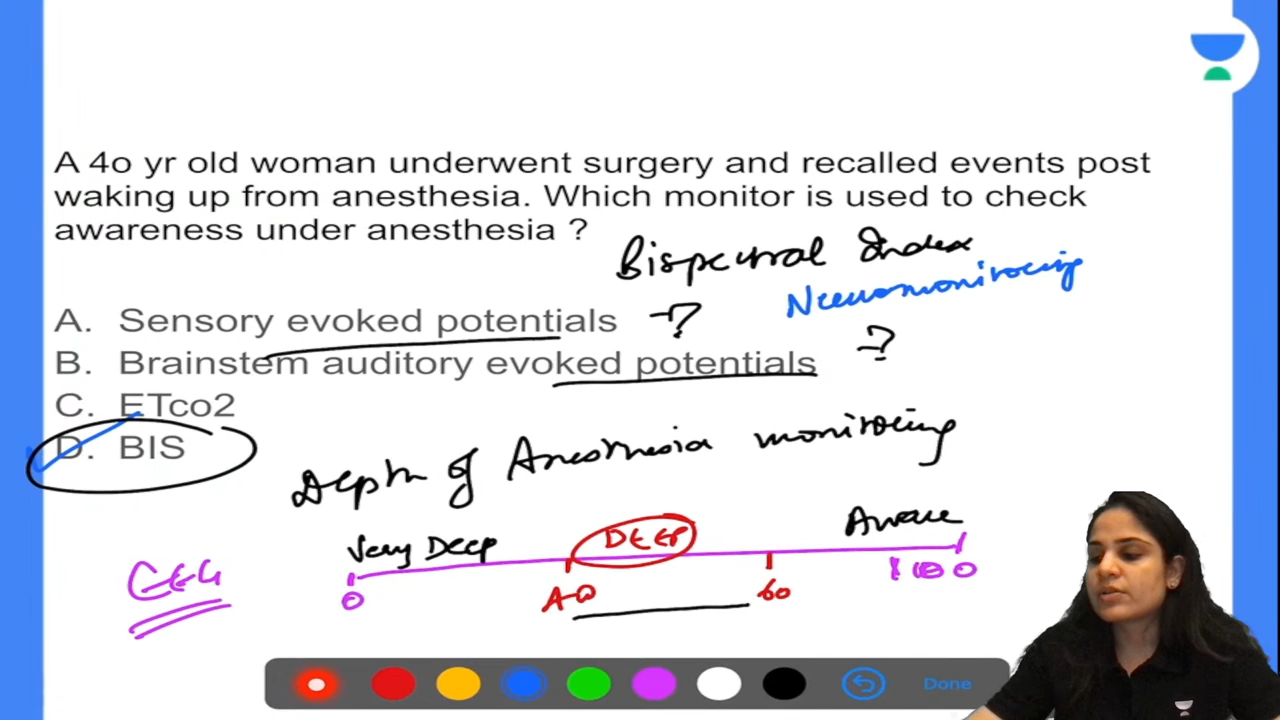 A 4o yr old woman underwent surgery and recalled events post
waking up from anesthesia. Which monitor is used to check
awareness under anesthesia ?
Bispectral Index
Neuromonitoring
A. Sensory evoked potentials ?
B. Brainstem auditory evoked potentials ?
C. ETco2
D. BIS
Depth of Anesthesia monitoring
Very Deep DEEP Aware
EEG
0 40 60 100
Done